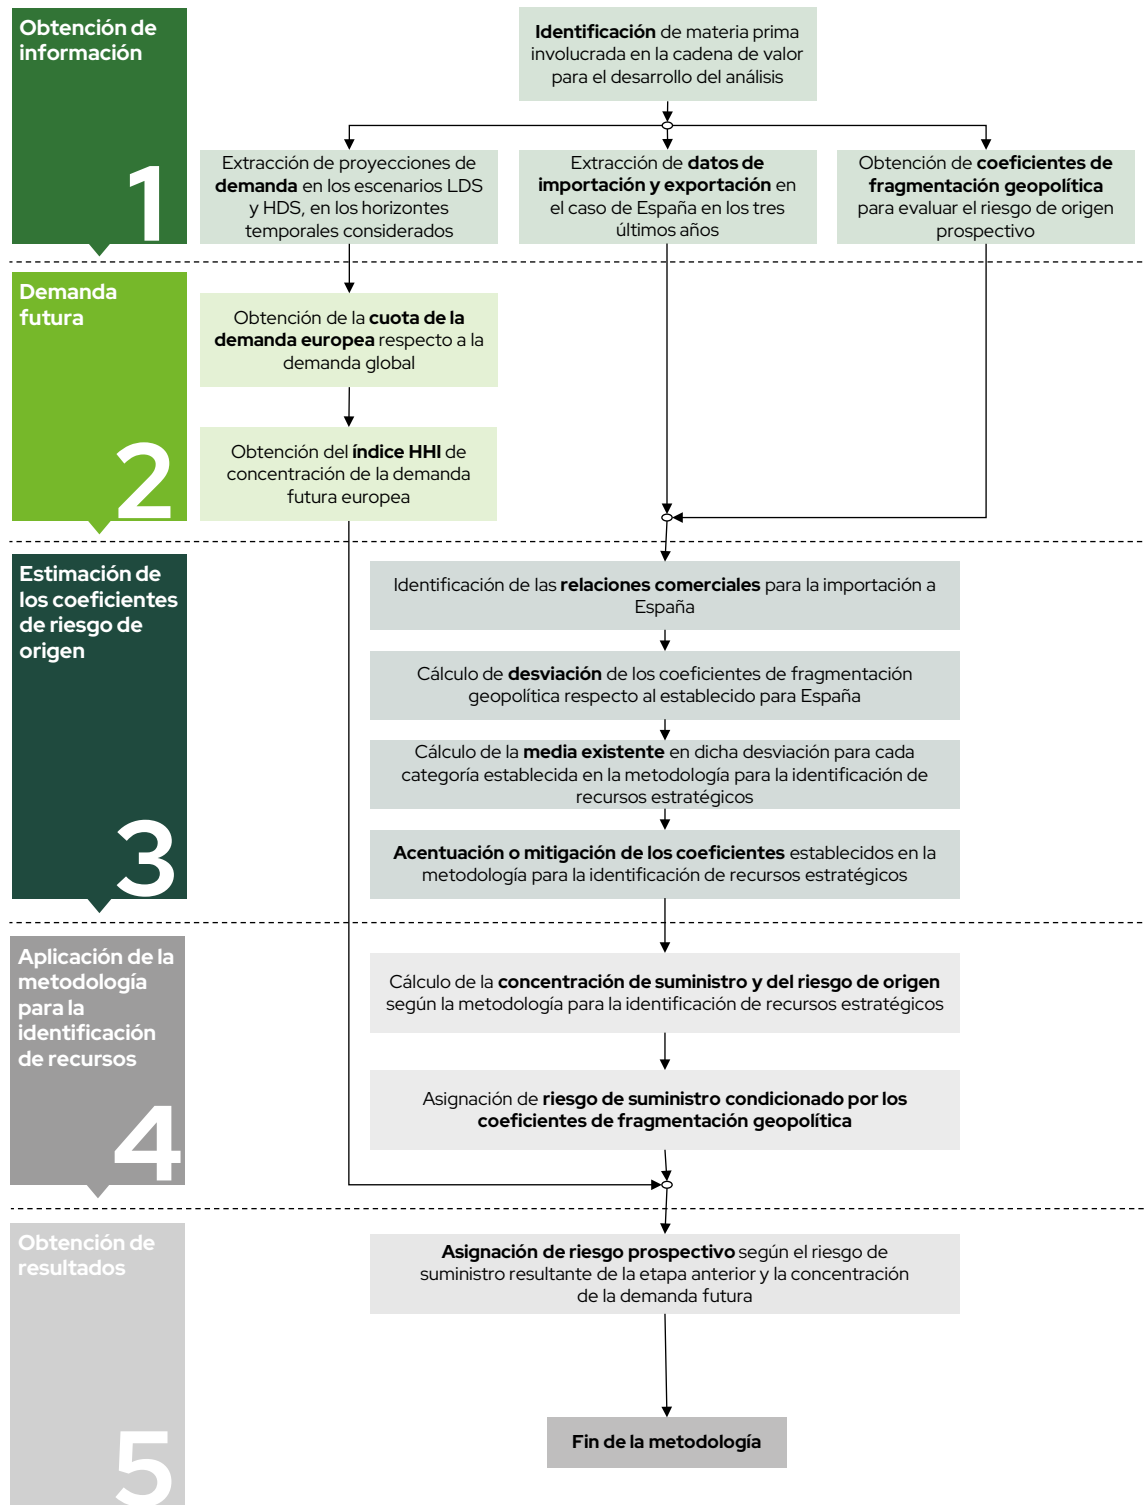 Obtención de
información
1
Identificación de materia prima
involucrada en la cadena de valor
para el desarrollo del análisis
Extracción de proyecciones de
demanda en los escenarios LDS
y HDS, en los horizontes
temporales considerados
Extracción de datos de
importación y exportación en
el caso de España en los tres
últimos años
Obtención de coeficientes de
fragmentación geopolítica
para evaluar el riesgo de origen
prospectivo
Demanda
futura
2
Obtención de la cuota de la
demanda europea respecto a la
demanda global
Obtención del índice HHI de
concentración de la demanda
futura europea
Estimación de
los coeficientes
de riesgo de
origen
3
Identificación de las relaciones comerciales para la importación a
España
Cálculo de desviación de los coeficientes de fragmentación
geopolítica respecto al establecido para España
Cálculo de la media existente en dicha desviación para cada
categoría establecida en la metodología para la identificación de
recursos estratégicos
Acentuación o mitigación de los coeficientes establecidos en la
metodología para la identificación de recursos estratégicos
Aplicación de la
metodología
para la
identificación
de recursos
4
Cálculo de la concentración de suministro y del riesgo de origen
según la metodología para la identificación de recursos estratégicos
Asignación de riesgo de suministro condicionado por los
coeficientes de fragmentación geopolítica
Obtención de
resultados
5
Asignación de riesgo prospectivo según el riesgo de
suministro resultante de la etapa anterior y la concentración
de la demanda futura
Fin de la metodología